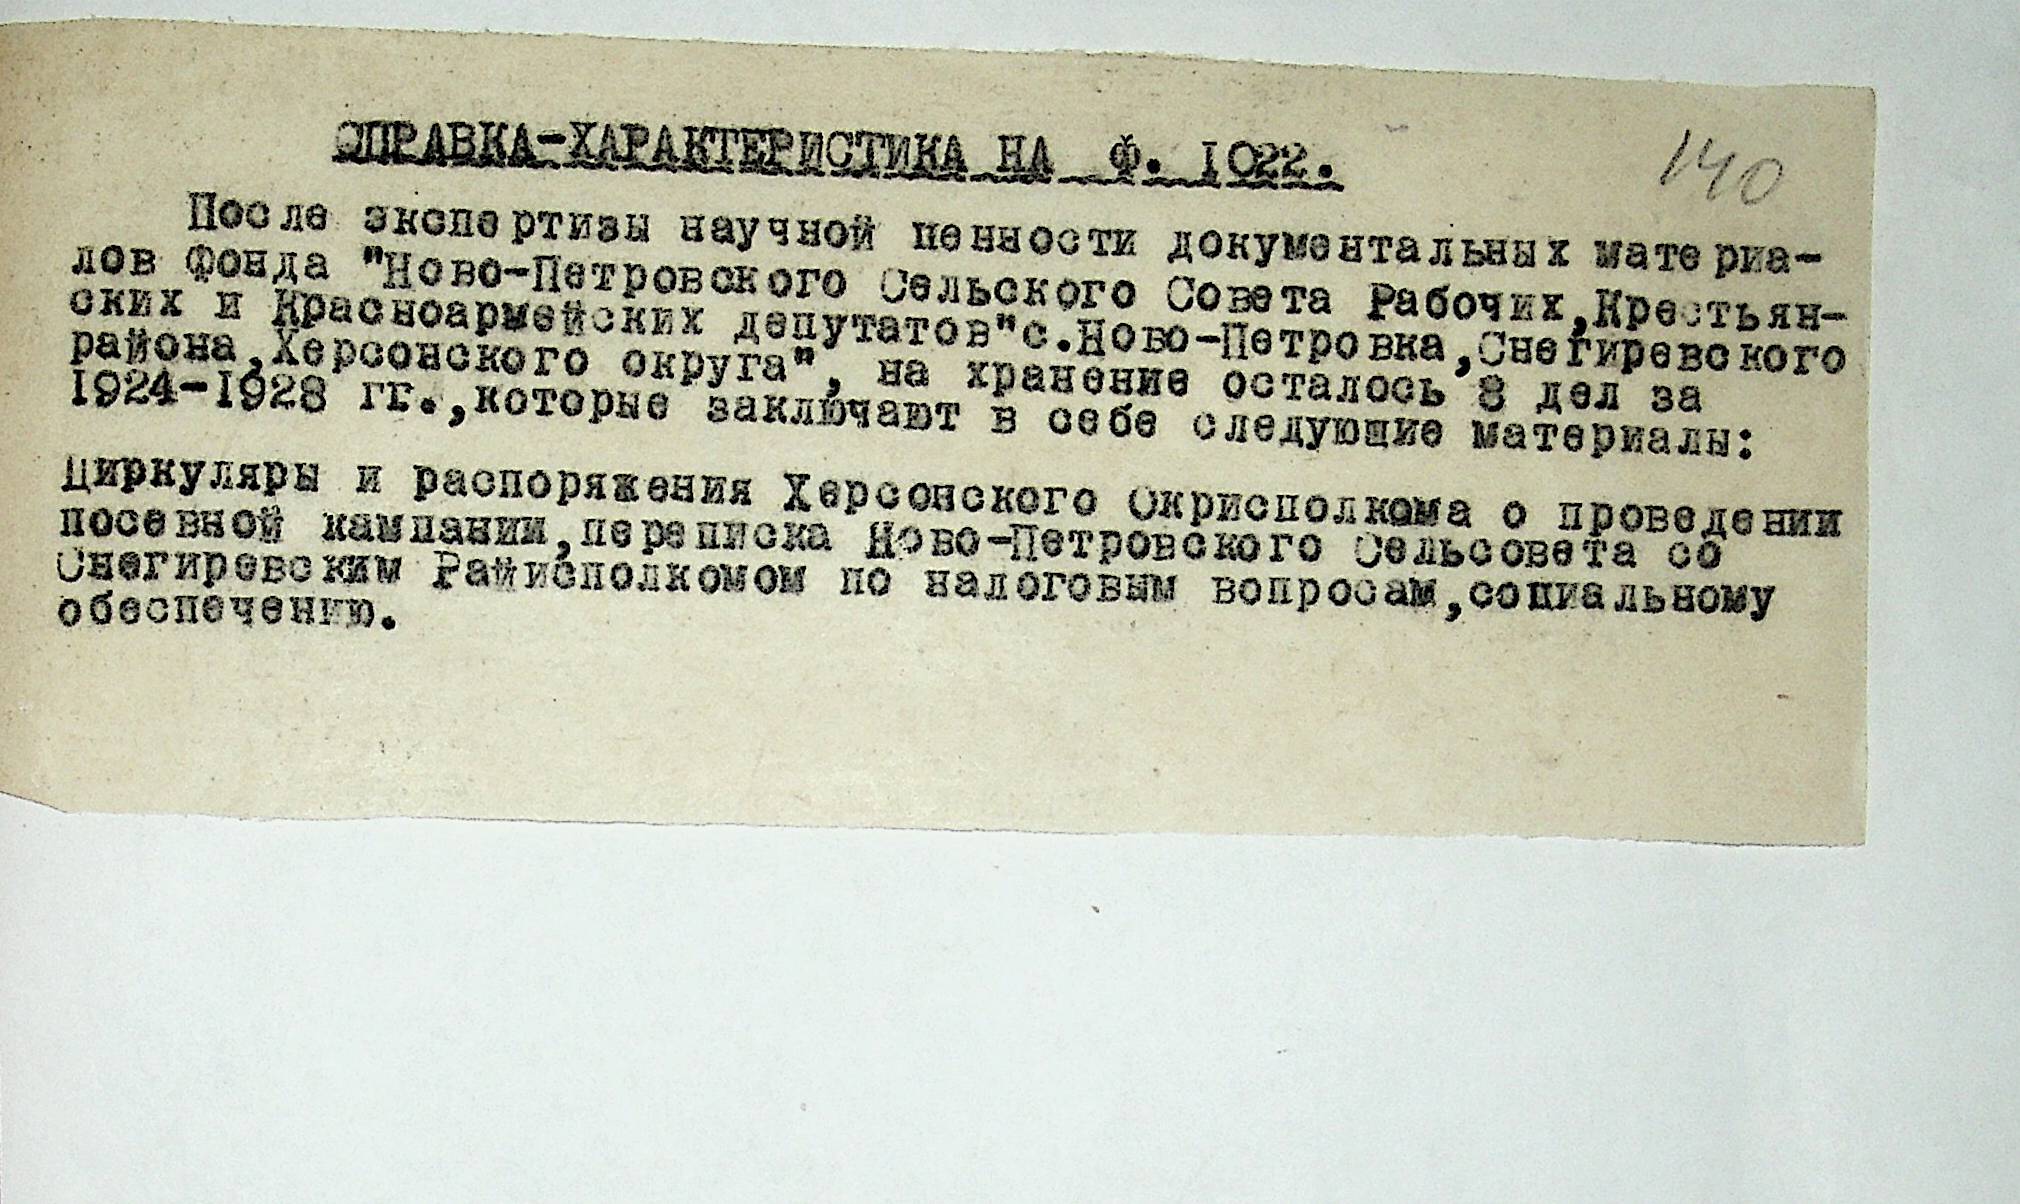 СПРАВКА-ХАРАКТЕРИСТИКА НА Ф. 1022.
140
После экспертизы научной ценности документальных материа-
лов Фонда "Ново-Петровского Сельского Совета Рабочих,Крестьян-
ских и Красноармейских депутатов"с.Ново-Петровка,Снегиревского
района,Херсонского округа", на хранение осталось 8 дел за
1924-1928 гг.,которые заключают в себе следующие материалы:
Циркуляры и распоряжения Херсонского Окрисполкома о проведении
посевной кампании,переписка Ново-Петровского Сельсовета со
Снегиревским Райисполкомом по налоговым вопросам,социальному
обеспечению.